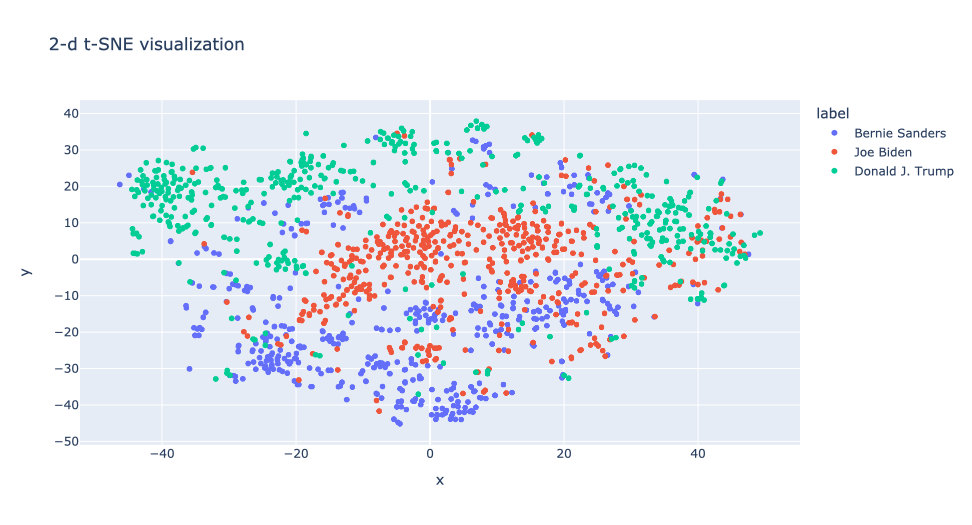 2-d t-SNE visualization
label
Bernie Sanders
Joe Biden
Donald J. Trump
40
30
20
10
0
−10
−20
−30
−40
−50
y
−40
−20
0
20
40
x